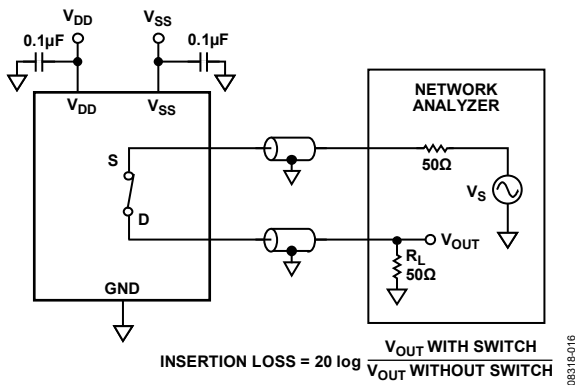 VDD
VSS
0.1µF
0.1µF
VDD
VSS
S
D
GND
NETWORK
ANALYZER
50Ω
VS
VOUT
RL
50Ω
INSERTION LOSS = 20 log VOUT WITH SWITCH
VOUT WITHOUT SWITCH
08318-016